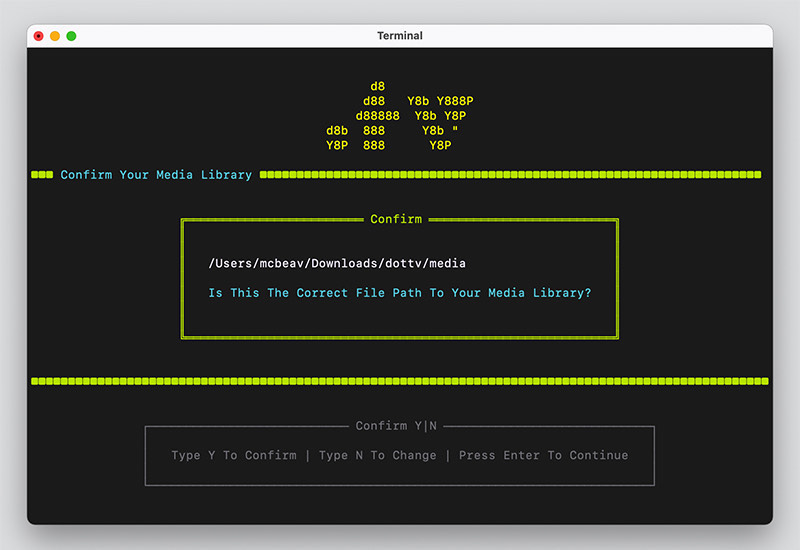 Terminal
d8
d88   Y8b Y888P
d88888  Y8b Y8P
d8b  888     Y8b "
Y8P  888      Y8P
Confirm Your Media Library
Confirm
/Users/mcbeav/Downloads/dottv/media
Is This The Correct File Path To Your Media Library?
Confirm Y|N
Type Y To Confirm | Type N To Change | Press Enter To Continue